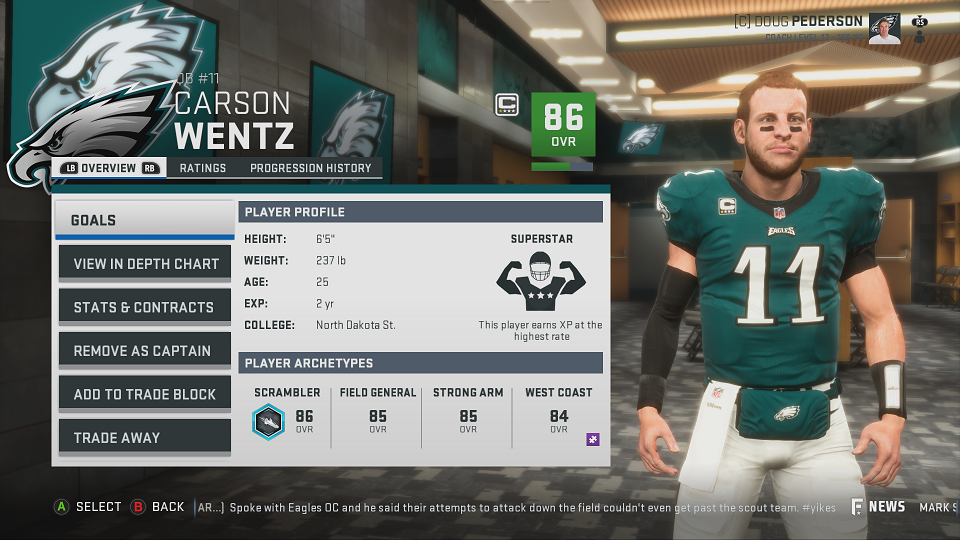 [C] DOUG PEDERSON
RS
QB #11
CARSON
WENTZ
C
86
OVR
LB OVERVIEW RB
RATINGS
PROGRESSION HISTORY
GOALS
VIEW IN DEPTH CHART
STATS & CONTRACTS
REMOVE AS CAPTAIN
ADD TO TRADE BLOCK
TRADE AWAY
PLAYER PROFILE
HEIGHT: 6'5"
WEIGHT: 237 lb
AGE: 25
EXP: 2 yr
COLLEGE: North Dakota St.
SUPERSTAR
This player earns XP at the
highest rate
PLAYER ARCHETYPES
SCRAMBLER
86
OVR
FIELD GENERAL
85
OVR
STRONG ARM
85
OVR
WEST COAST
84
OVR
C
NFL
EAGLES
11
A SELECT B BACK
AR...) Spoke with Eagles OC and he said their attempts to attack down the field couldn't even get past the scout team. #yikes
NEWS
MARK S